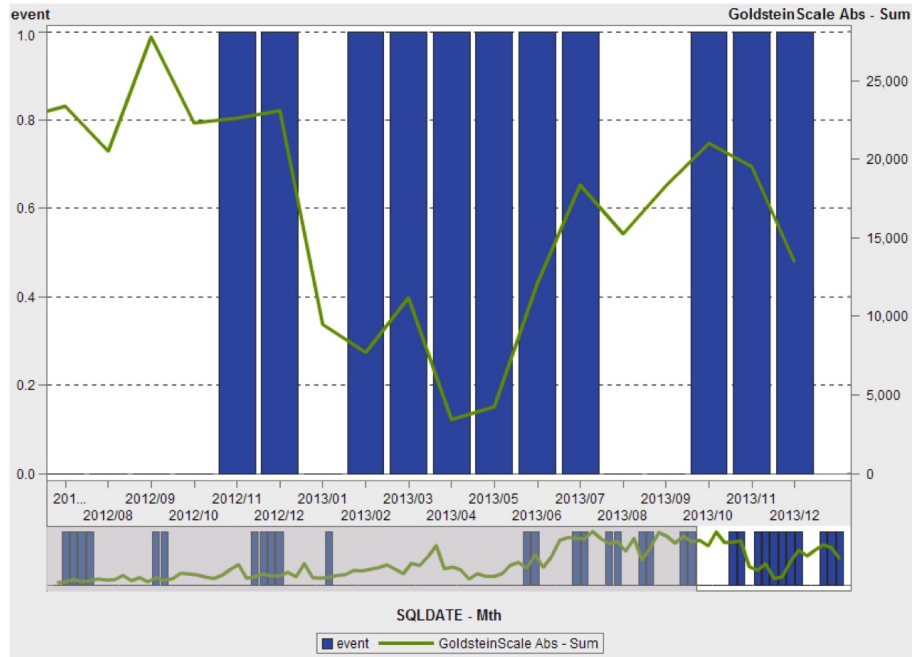 event GoldsteinScale Abs - Sum
1.0
0.8
0.6
0.4
0.2
0.0
25,000
20,000
15,000
10,000
5,000
0
201... 2012/09 2012/11 2013/01 2013/03 2013/05 2013/07 2013/09 2013/11
2012/08 2012/10 2012/12 2013/02 2013/04 2013/06 2013/08 2013/10 2013/12
SQLDATE - Mth
event GoldsteinScale Abs - Sum